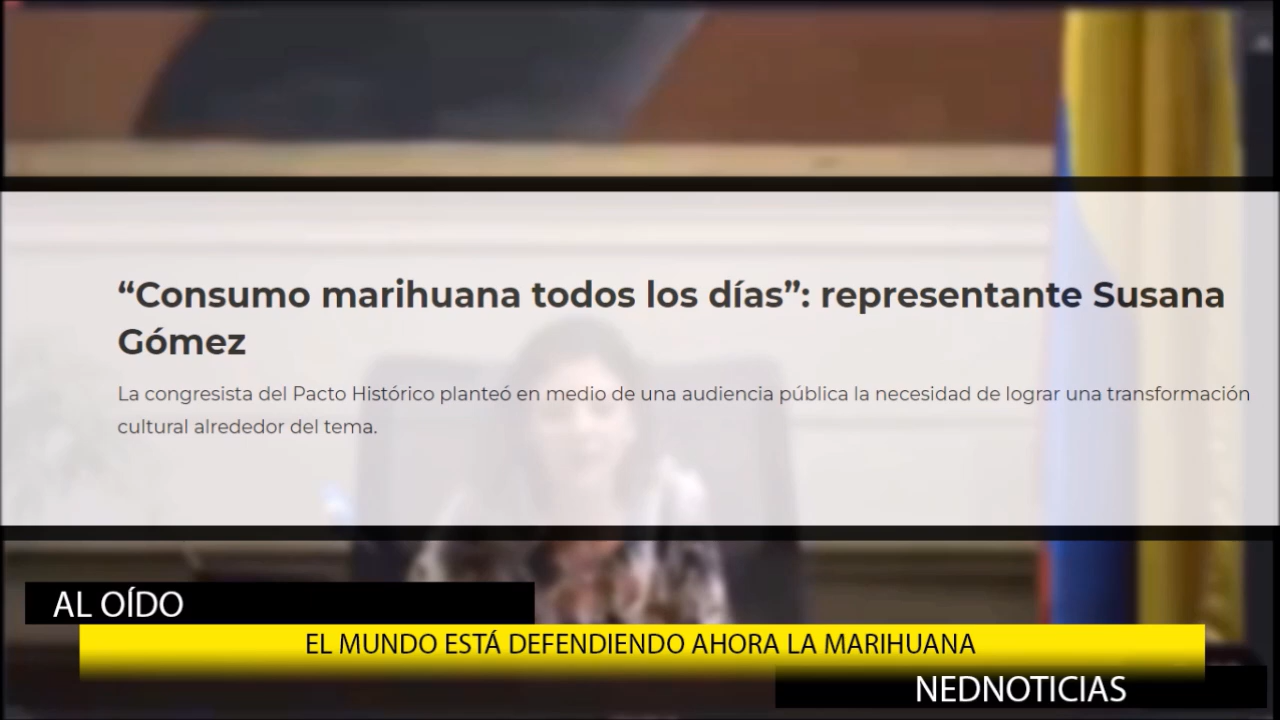 “Consumo marihuana todos los días”: representante Susana
Gómez
La congresista del Pacto Histórico planteó en medio de una audiencia pública la necesidad de lograr una transformación
cultural alrededor del tema.
AL OÍDO
EL MUNDO ESTÁ DEFENDIENDO AHORA LA MARIHUANA
NEDNOTICIAS